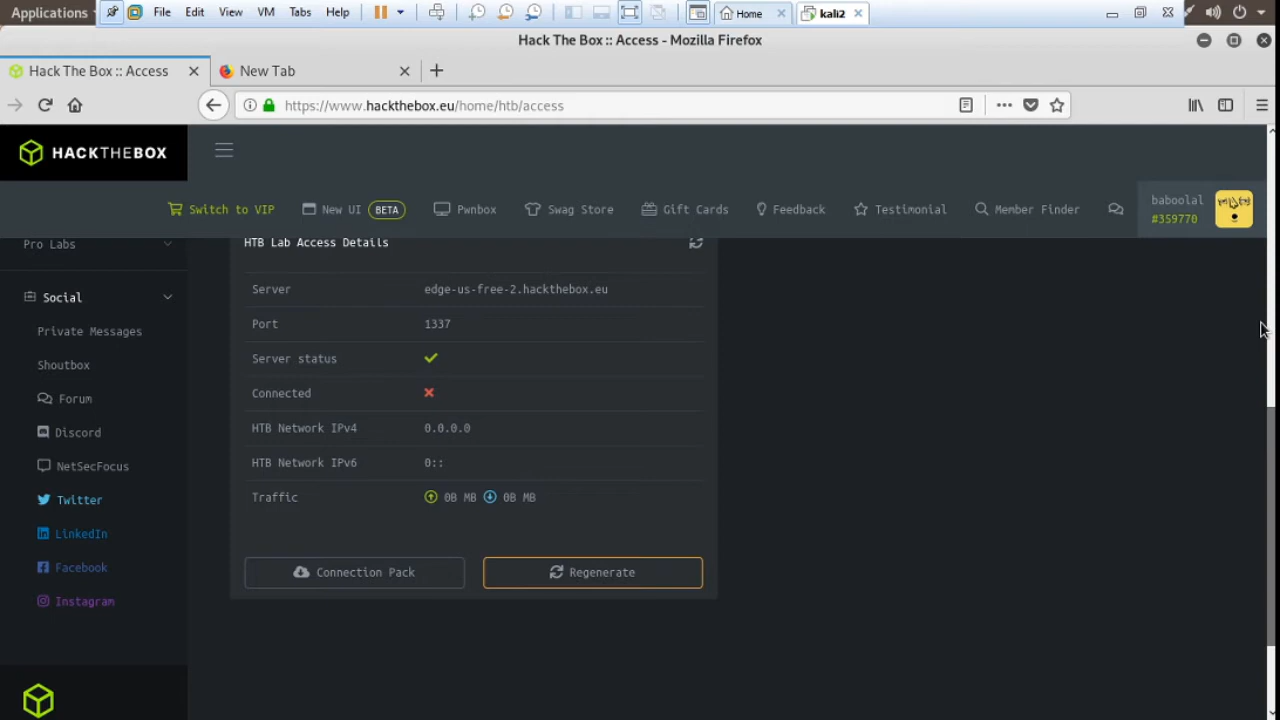 Applications File Edit View VM Tabs Help Home kali2
Hack The Box :: Access - Mozilla Firefox
Hack The Box :: Access New Tab
https://www.hackthebox.eu/home/htb/access
HACKTHEBOX
Switch to VIP New UI BETA Pwnbox Swag Store Gift Cards Feedback Testimonial Member Finder baboolal
#359770
Pro Labs
Social
Private Messages
Shoutbox
Forum
Discord
NetSecFocus
Twitter
LinkedIn
Facebook
Instagram
HTB Lab Access Details
Server edge-us-free-2.hackthebox.eu
Port 1337
Server status
Connected
HTB Network IPv4 0.0.0.0
HTB Network IPv6 0::
Traffic 0B MB 0B MB
Connection Pack Regenerate